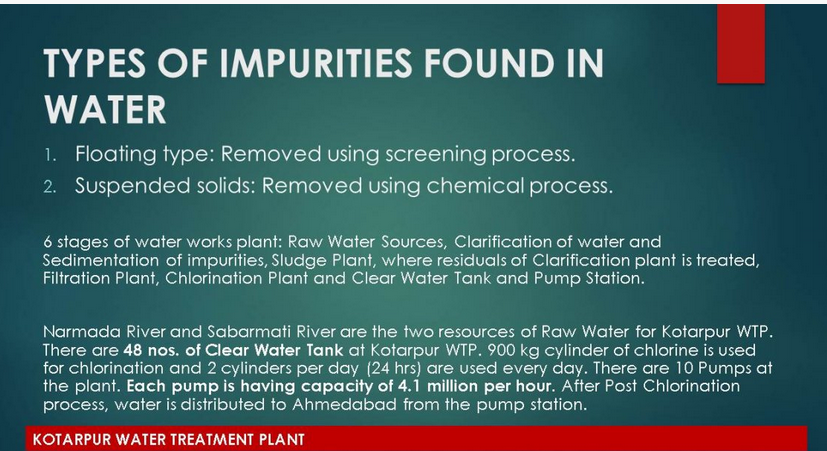 TYPES OF IMPURITIES FOUND IN
WATER
1. Floating type: Removed using screening process.
2. Suspended solids: Removed using chemical process.
6 stages of water works plant: Raw Water Sources, Clarification of water and
Sedimentation of impurities, Sludge Plant, where residuals of Clarification plant is treated,
Filtration Plant, Chlorination Plant and Clear Water Tank and Pump Station.
Narmada River and Sabarmati River are the two resources of Raw Water for Kotarpur WTP.
There are 48 nos. of Clear Water Tank at Kotarpur WTP. 900 kg cylinder of chlorine is used
for chlorination and 2 cylinders per day (24 hrs) are used every day. There are 10 Pumps at
the plant. Each pump is having capacity of 4.1 million per hour. After Post Chlorination
process, water is distributed to Ahmedabad from the pump station.
KOTARPUR WATER TREATMENT PLANT